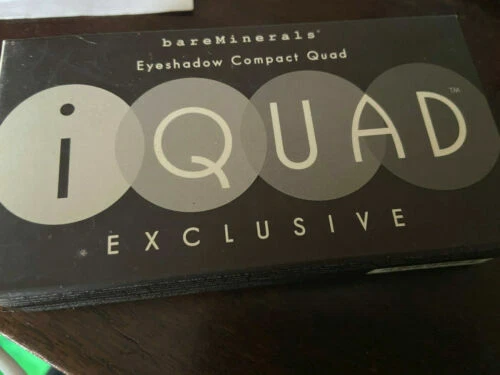 bareMinerals®
Eyeshadow Compact Quad
iQUAD™
EXCLUSIVE